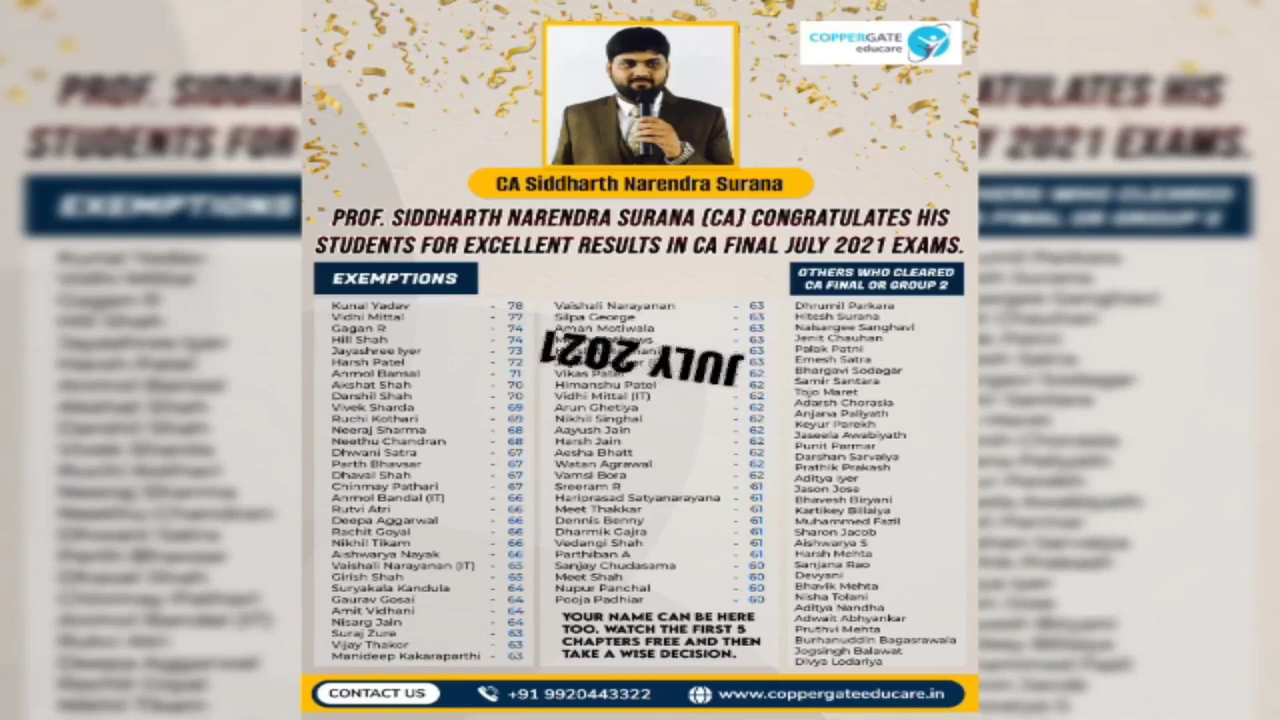 COPPERGATE
educare
CA Siddharth Narendra Surana
PROF. SIDDHARTH NARENDRA SURANA (CA) CONGRATULATES HIS
STUDENTS FOR EXCELLENT RESULTS IN CA FINAL JULY 2021 EXAMS.
EXEMPTIONS
Kunal Yadav - 78
Vidhi Mittal - 77
Gagan R - 74
Hill Shah - 74
Jayashree Iyer - 73
Harsh Patel - 72
Anmol Bansal - 71
Akshat Shah - 70
Darshil Shah - 70
Vivek Sharda - 69
Ruchi Kothari - 69
Neeraj Sharma - 68
Neethu Chandran - 68
Dhwani Satra - 67
Parth Bhavsar - 67
Dhaval Shah - 67
Chinmay Pathari - 67
Anmol Bandal (IT) - 66
Rutvi Atri - 66
Deepa Aggarwal - 66
Rachit Goyal - 66
Nikhil Tikam - 66
Aishwarya Nayak - 66
Vaishali Narayanan (IT) - 65
Girish Shah - 65
Suryakala Kandula - 64
Gaurav Gosai - 64
Amit Vidhani - 64
Nisarg Jain - 64
Suraj Zure - 63
Vijay Thakor - 63
Manideep Kakaraparthi - 63
Vaishali Narayanan - 63
Silpa George - 63
Aman Motiwala - 63
- 63
- 63
- 63
Vikas Patel - 62
Himanshu Patel - 62
Vidhi Mittal (IT) - 62
Arun Ghetiya - 62
Nikhil Singhal - 62
Aayush Jain - 62
Harsh Jain - 62
Aesha Bhatt - 62
Watan Agrawal - 62
Vamsi Bora - 62
Sreeram R - 61
Hariprasad Satyanarayana - 61
Meet Thakkar - 61
Dennis Benny - 61
Dharmik Gajra - 61
Vedangi Shah - 61
Parthiban A - 61
Sanjay Chudasama - 60
Meet Shah - 60
Nupur Panchal - 60
Pooja Padhiar - 60
JULY 2021
YOUR NAME CAN BE HERE
TOO. WATCH THE FIRST 5
CHAPTERS FREE AND THEN
TAKE A WISE DECISION.
OTHERS WHO CLEARED
CA FINAL OR GROUP 2
Dhrumil Parkara
Hitesh Surana
Naisargee Sanghavi
Jenit Chauhan
Palak Patni
Emesh Satra
Bhargavi Sodagar
Samir Santara
Tojo Maret
Adarsh Chorasia
Anjana Paliyath
Keyur Parekh
Jaseela Awabiyath
Punit Parmar
Darshan Sarvaiya
Prathik Prakash
Aditya Iyer
Jason Jose
Bhavesh Biryani
Kartikey Billaiya
Muhammed Fazil
Sharon Jacob
Aishwarya S
Harsh Mehta
Sanjana Rao
Devyani
Bhavik Mehta
Nisha Tolani
Aditya Nandha
Adwait Abhyankar
Pruthvi Mehta
Burhanuddin Bagasrawala
Jogsingh Balawat
Divya Lodariya
CONTACT US
+91 9920443322
www.coppergateeducare.in